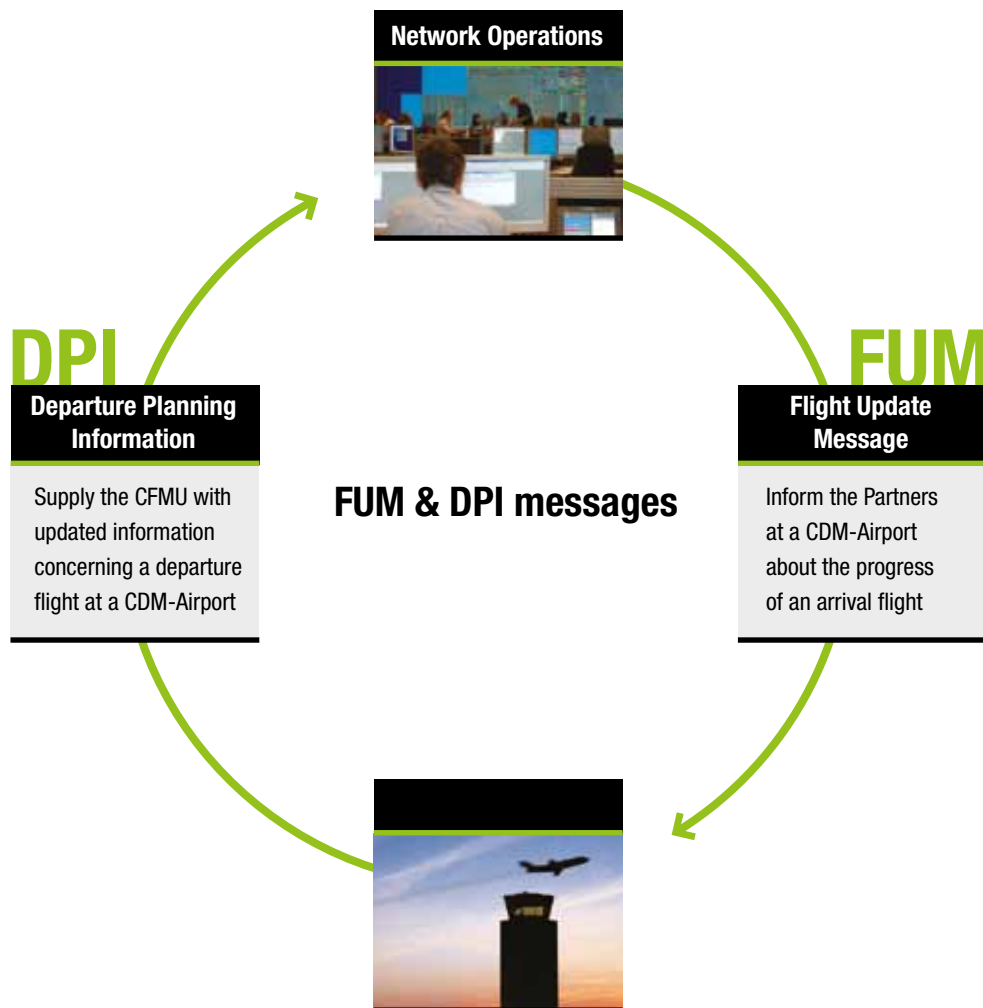 Network Operations
DPI
Departure Planning
Information
Supply the CFMU with
updated information
concerning a departure
flight at a CDM-Airport
FUM & DPI messages
FUM
Flight Update
Message
Inform the Partners
at a CDM-Airport
about the progress
of an arrival flight